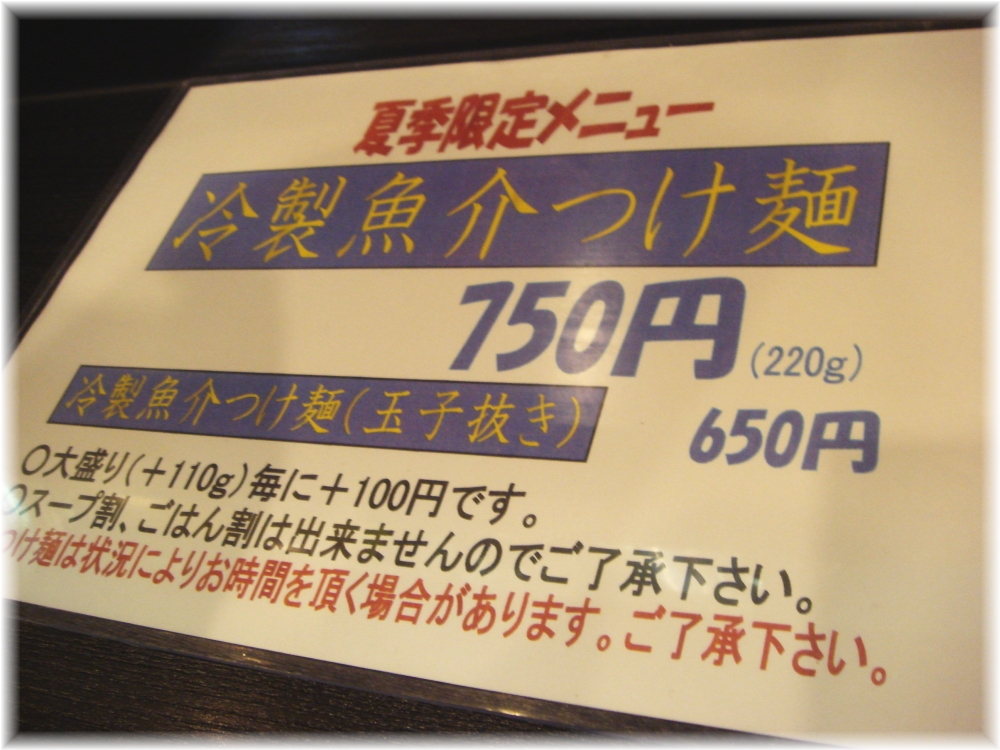 夏季限定メニュー
冷製魚介つけ麺
750円(220g)
冷製魚介つけ麺(玉子抜き) 650円
○大盛り(+110g)毎に+100円です。
○スープ割、ごはん割は出来ませんのでご了承下さい。
つけ麺は状況によりお時間を頂く場合があります。ご了承下さい。